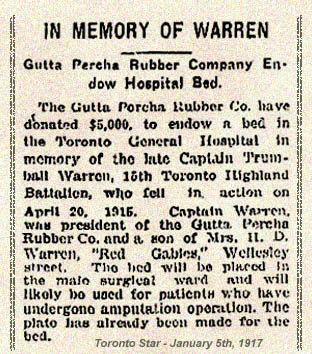 IN MEMORY OF WARREN
Gutta Percha Rubber Company En-
dow Hospital Bed.
The Gutta Porcha Rubber Co. have
donated $5,000, to endow a bed in
the Toronto General Hospital in
memory of the late Captain Trum-
ball Warren, 15th Toronto Highland
Battalion, who fell in action on
April 20, 1915. Captain Warren,
was president of the Gutta Percha
Rubber Co. and a son of Mrs. H. D.
Warren, "Red Gables," Wellesley
street. The bed will be placed in
the male surgical ward and will
likely be used for patients who have
undergone amputation operation. The
plate has already been made for the
bed.
Toronto Star - January 5th, 1917